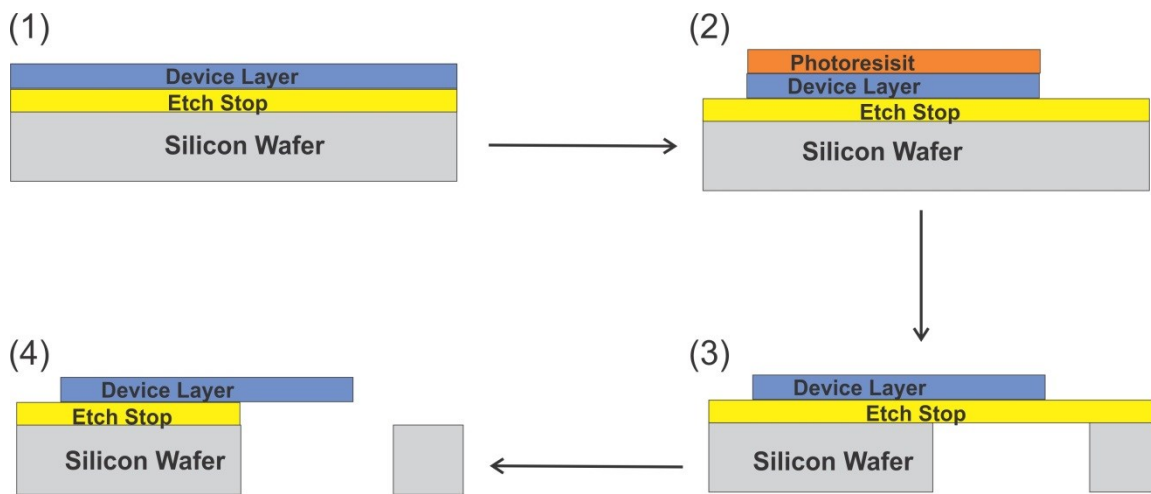 (1)
Device Layer
Etch Stop
Silicon Wafer
(2)
Photoresisit
Device Layer
Etch Stop
Silicon Wafer
(4)
Device Layer
Etch Stop
Silicon Wafer
(3)
Device Layer
Etch Stop
Silicon Wafer